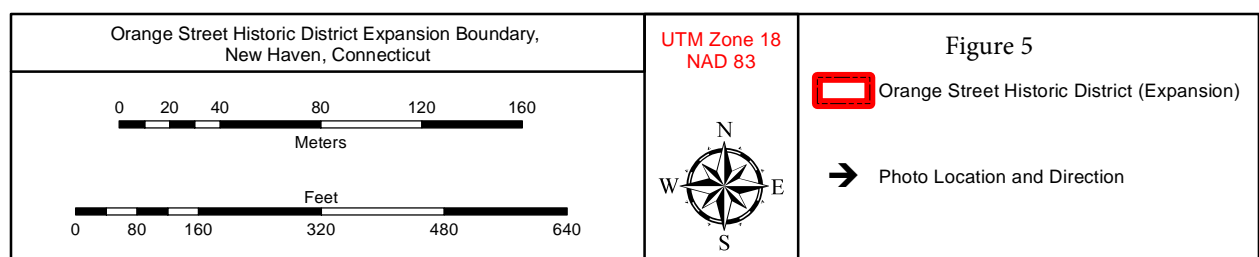 Orange Street Historic District Expansion Boundary,
New Haven, Connecticut
0 20 40 80 120 160
Meters
Feet
0 80 160 320 480 640
UTM Zone 18
NAD 83
N
W E
S
Figure 5
Orange Street Historic District (Expansion)
Photo Location and Direction